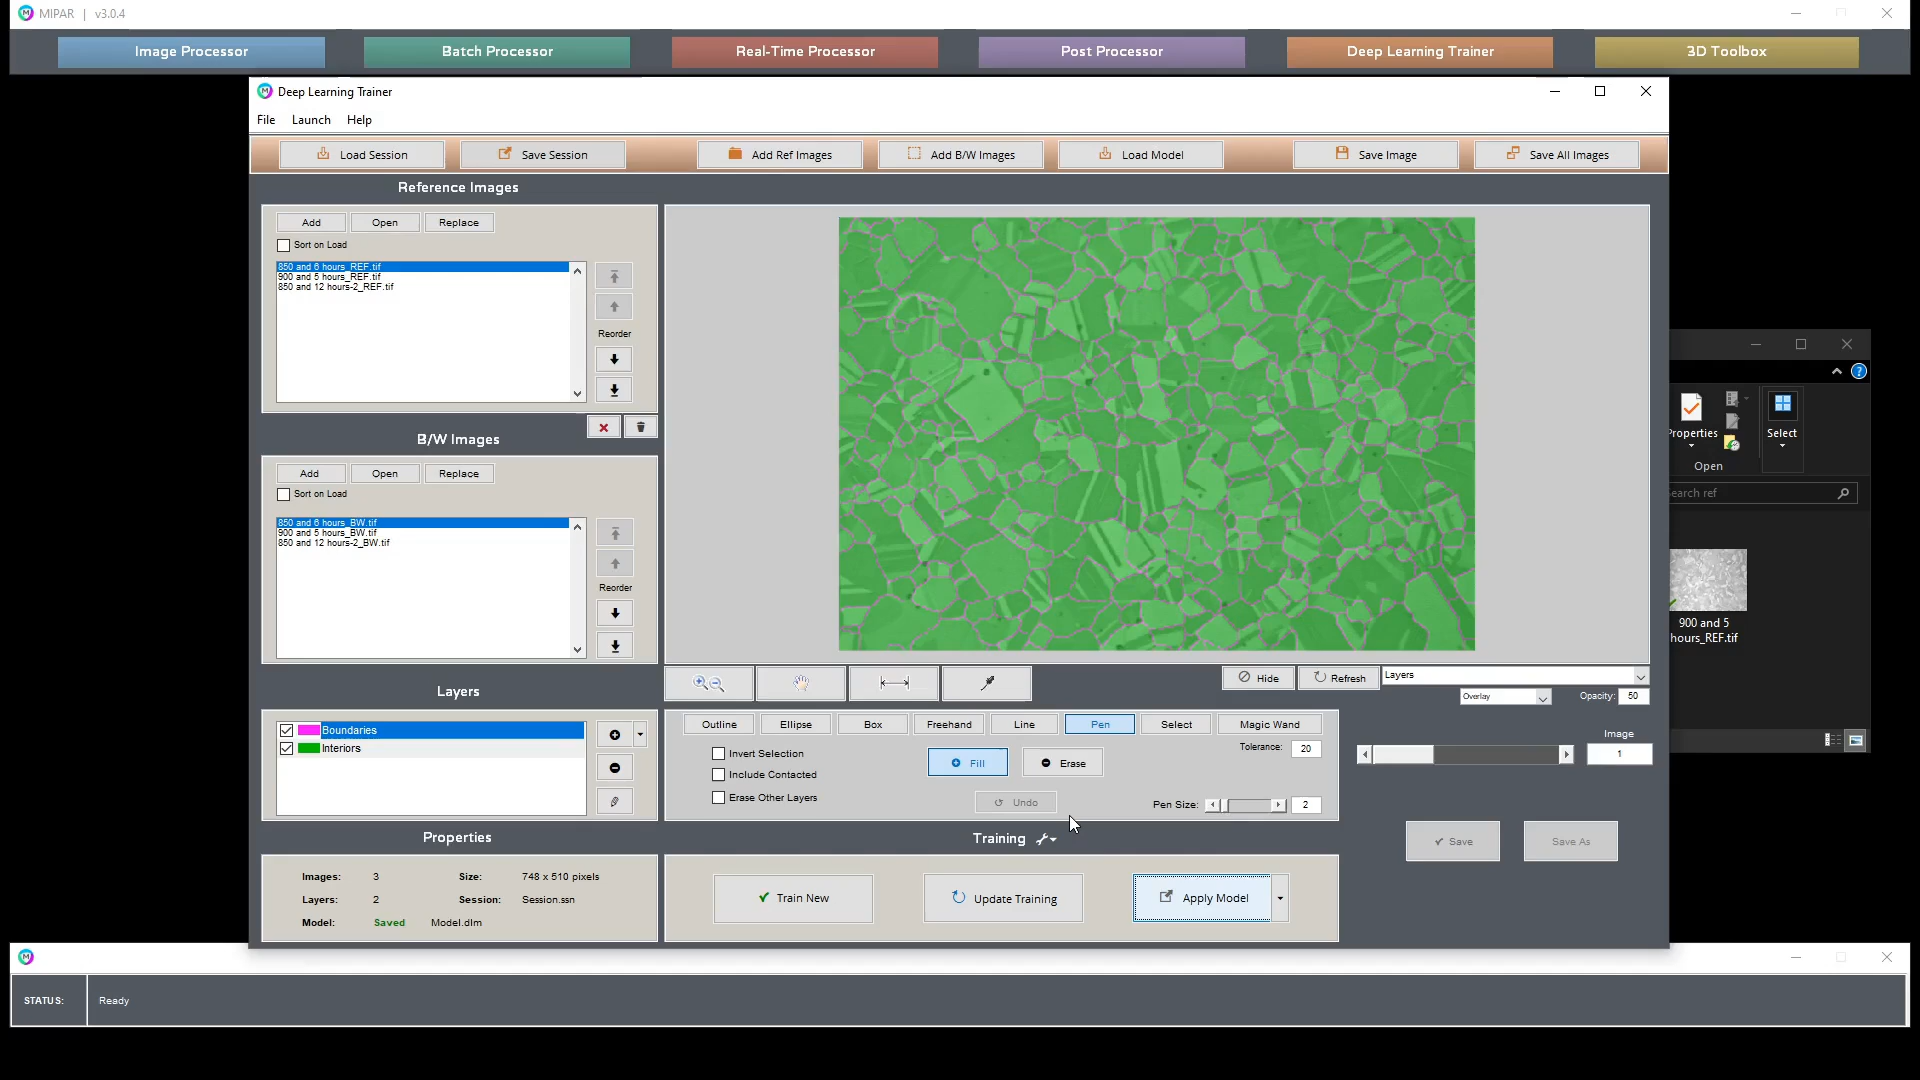 MIPAR | v3.0.4
Image Processor
Batch Processor
Real-Time Processor
Post Processor
Deep Learning Trainer
3D Toolbox
Deep Learning Trainer
File Launch Help
Load Session
Save Session
Add Ref Images
Add B/W Images
Load Model
Save Image
Save All Images
Reference Images
Add
Open
Replace
Sort on Load
850 and 6 hours_REF.tif
900 and 5 hours_REF.tif
850 and 12 hours-2_REF.tif
Reorder
B/W Images
Add
Open
Replace
Sort on Load
850 and 6 hours_BW.tif
900 and 5 hours_BW.tif
850 and 12 hours-2_BW.tif
Reorder
Layers
Boundaries
Interiors
Properties
Images: 3
Size: 748 x 510 pixels
Layers: 2
Session: Session.ssn
Model: Saved Model.dlm
Hide
Refresh
Layers
Overlay
Opacity: 50
Outline
Ellipse
Box
Freehand
Line
Pen
Select
Magic Wand
Invert Selection
Include Contacted
Erase Other Layers
Fill
Erase
Undo
Tolerance: 20
Pen Size: 2
Image
1
Save
Save As
Training
Train New
Update Training
Apply Model
Properties
Select
Open
earch ref
900 and 5
hours_REF.tif
STATUS: Ready